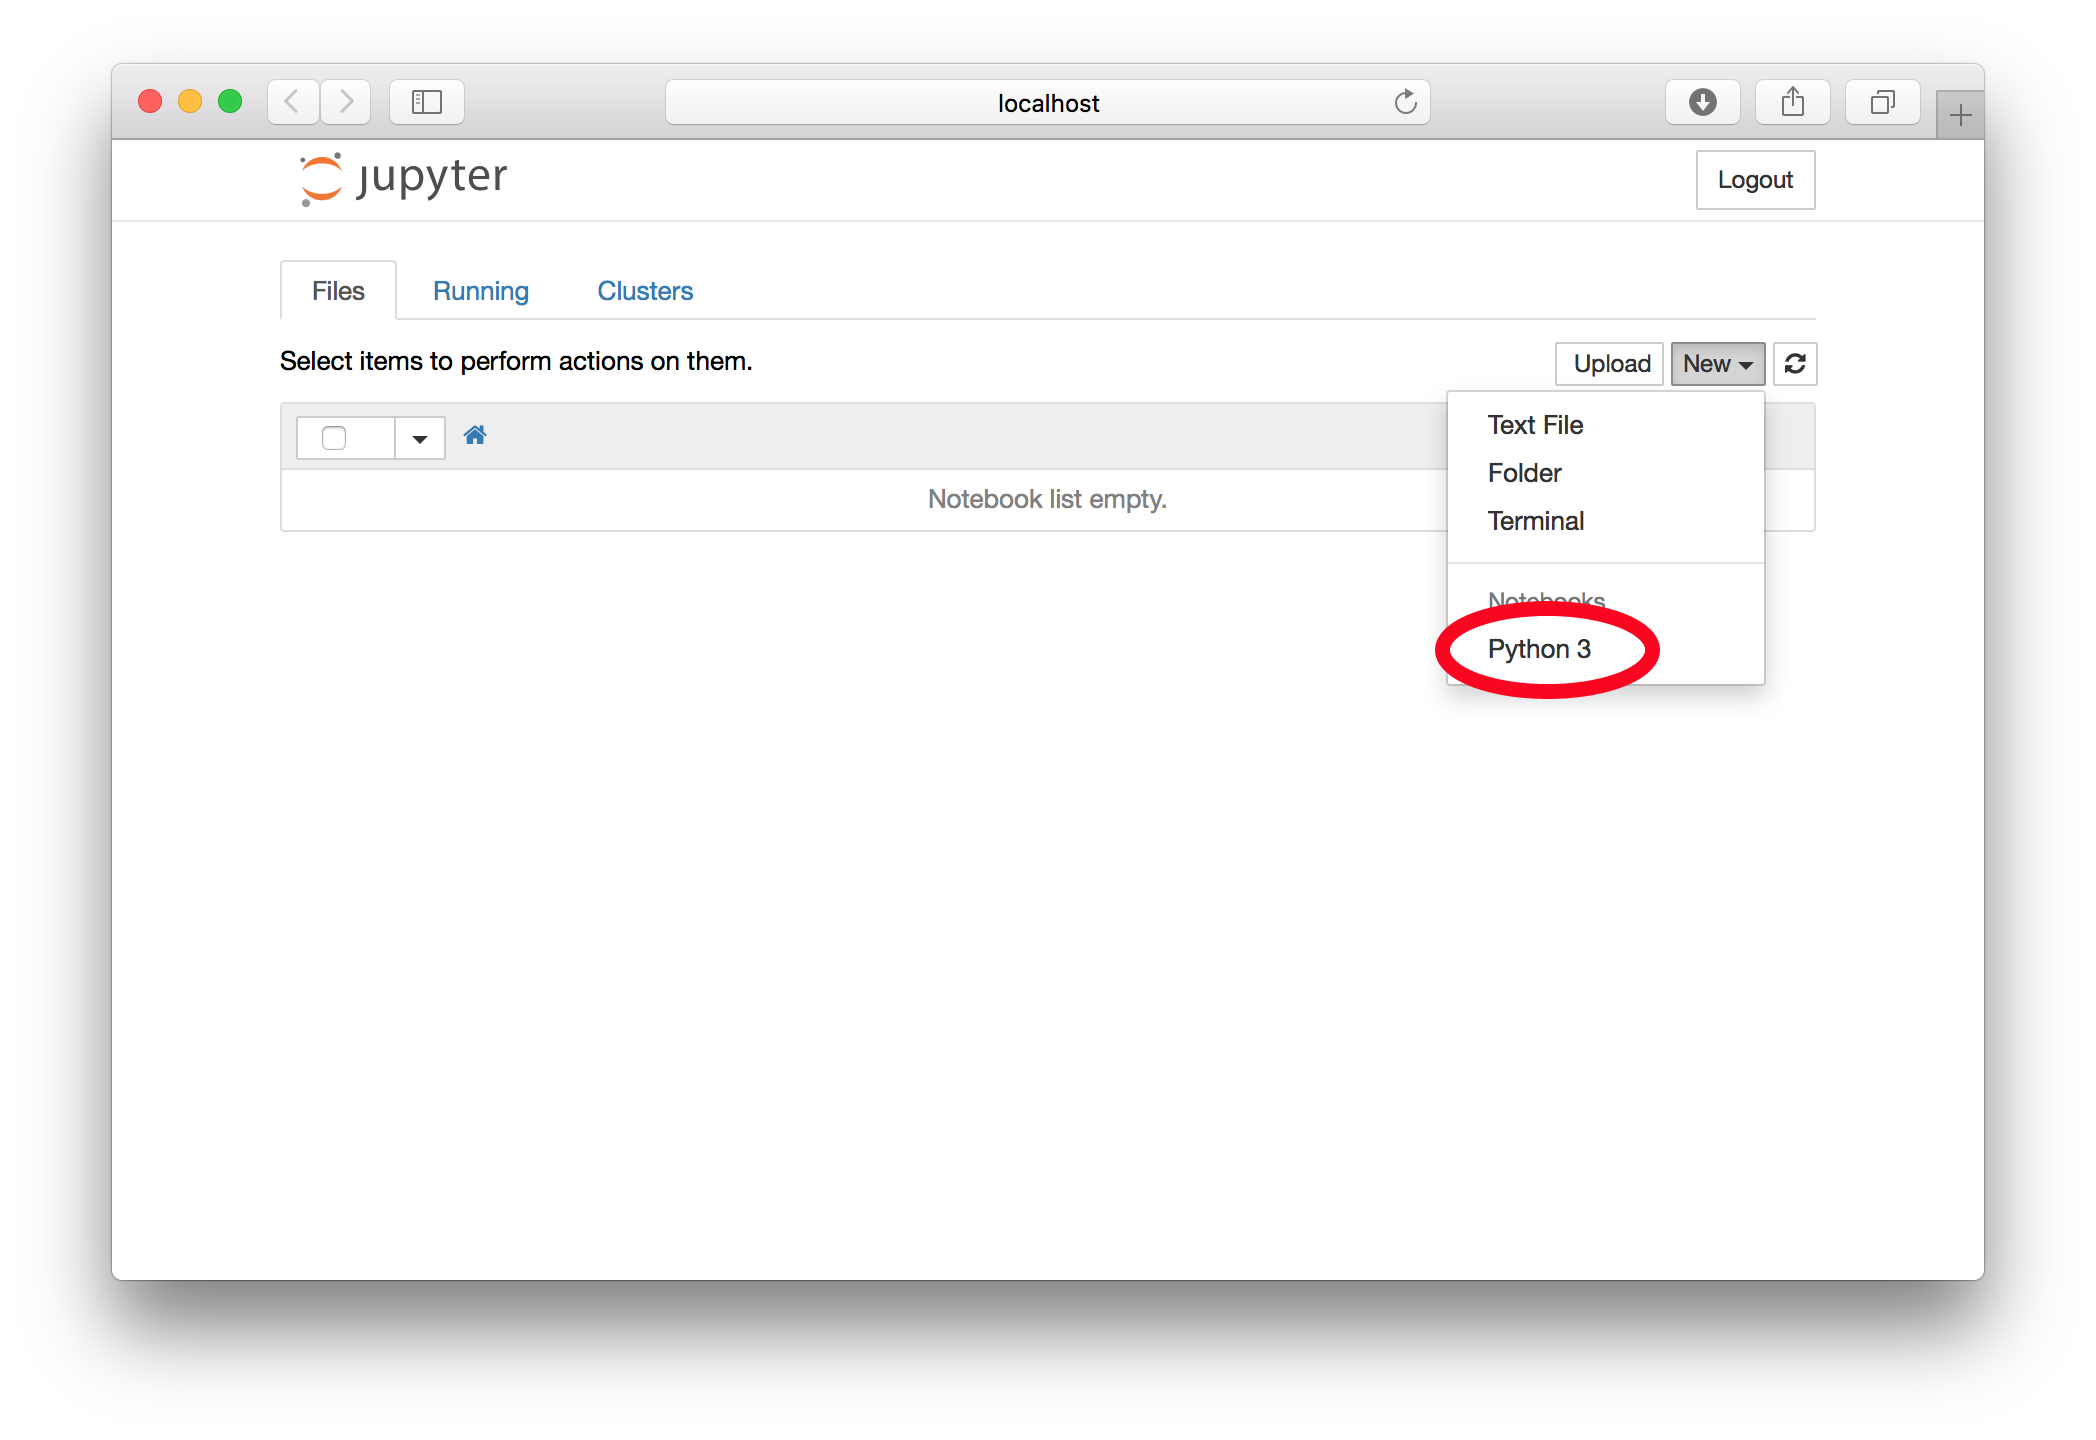 localhost
jupyter
Logout
Files Running Clusters
Select items to perform actions on them.
Upload New
Text File
Folder
Terminal
Notebook list empty.
Notebooks
Python 3